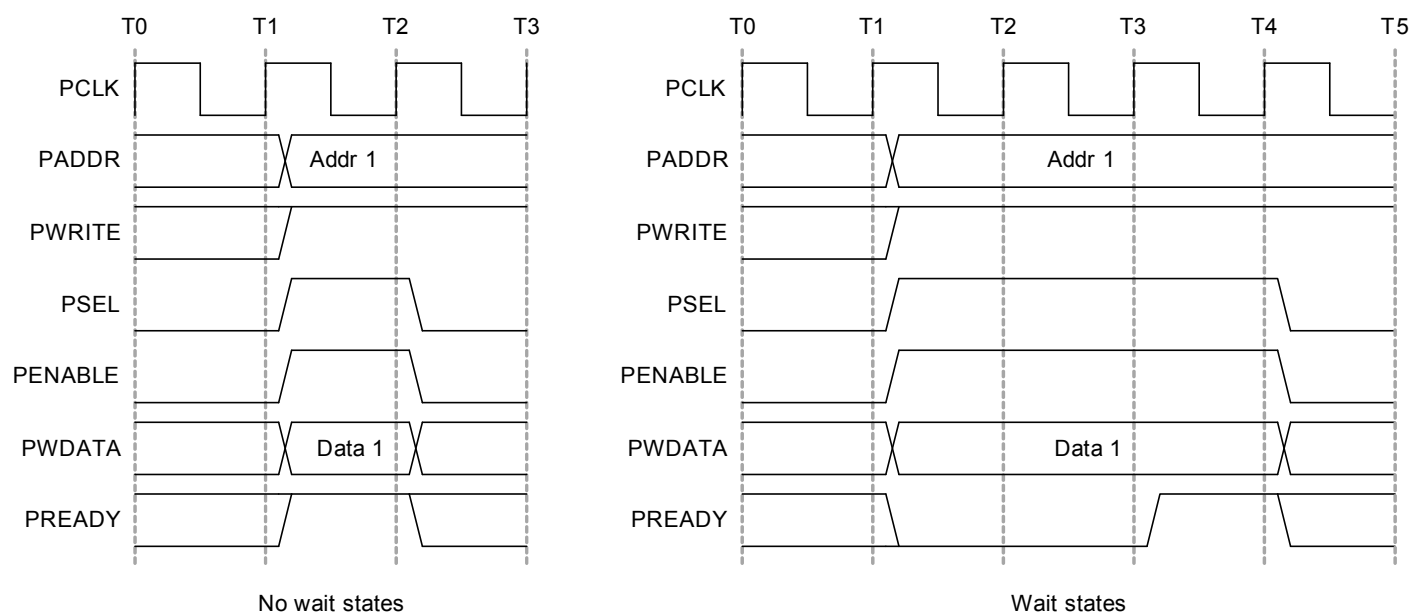 T0 T1 T2 T3 T0 T1 T2 T3 T4 T5
PCLK PCLK
PADDR Addr 1 PADDR Addr 1
PWRITE PWRITE
PSEL PSEL
PENABLE PENABLE
PWDATA Data 1 PWDATA Data 1
PREADY PREADY
No wait states Wait states